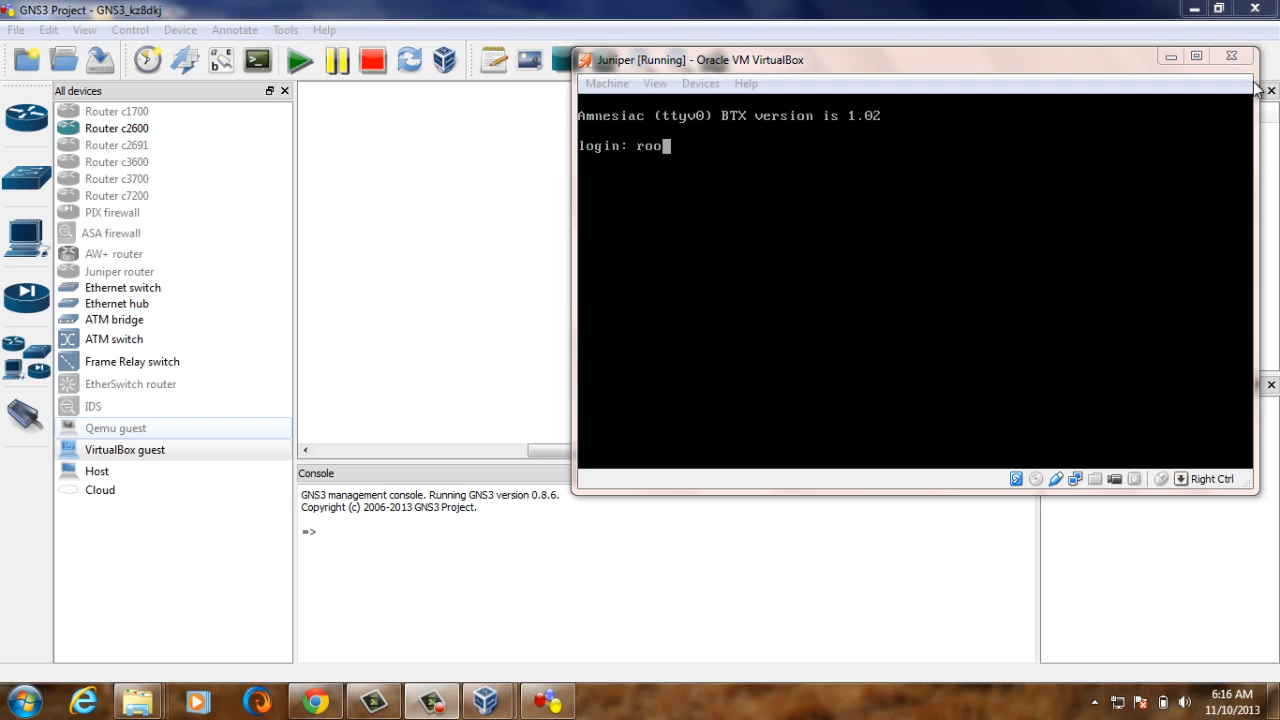 GNS3 Project - GNS3_kz8dkj
File Edit View Control Device Annotate Tools Help
All devices
Router c1700
Router c2600
Router c2691
Router c3600
Router c3700
Router c7200
PIX firewall
ASA firewall
AW+ router
Juniper router
Ethernet switch
Ethernet hub
ATM bridge
ATM switch
Frame Relay switch
EtherSwitch router
IDS
Qemu guest
VirtualBox guest
Host
Cloud
Juniper [Running] - Oracle VM VirtualBox
Machine View Devices Help
Amnesiac (ttyv0) BTX version is 1.02
login: roo
Right Ctrl
Console
GNS3 management console. Running GNS3 version 0.8.6.
Copyright (c) 2006-2013 GNS3 Project.
=>
6:16 AM
11/10/2013